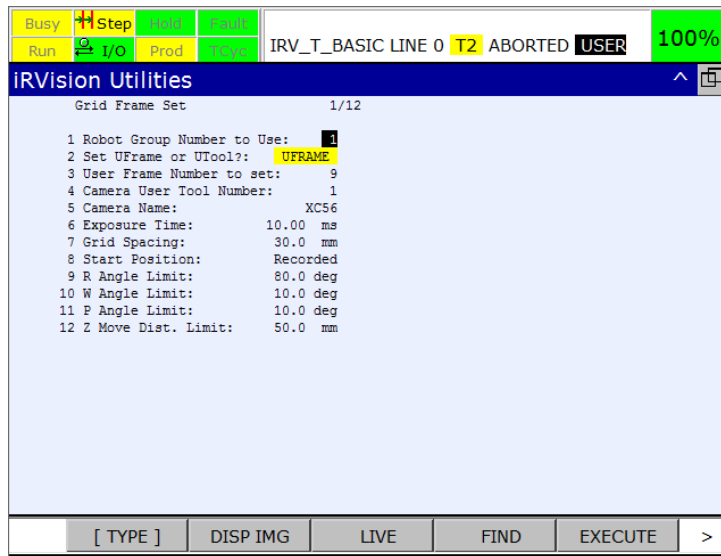 Busy Step Hold Fault
Run I/O Prod TCyc IRV_T_BASIC LINE 0 T2 ABORTED USER 100%
iRVision Utilities
Grid Frame Set 1/12
1 Robot Group Number to Use: 1
2 Set UFrame or UTool?: UFRAME
3 User Frame Number to set: 9
4 Camera User Tool Number: 1
5 Camera Name: XC56
6 Exposure Time: 10.00 ms
7 Grid Spacing: 30.0 mm
8 Start Position: Recorded
9 R Angle Limit: 80.0 deg
10 W Angle Limit: 10.0 deg
11 P Angle Limit: 10.0 deg
12 Z Move Dist. Limit: 50.0 mm
[ TYPE ] DISP IMG LIVE FIND EXECUTE >